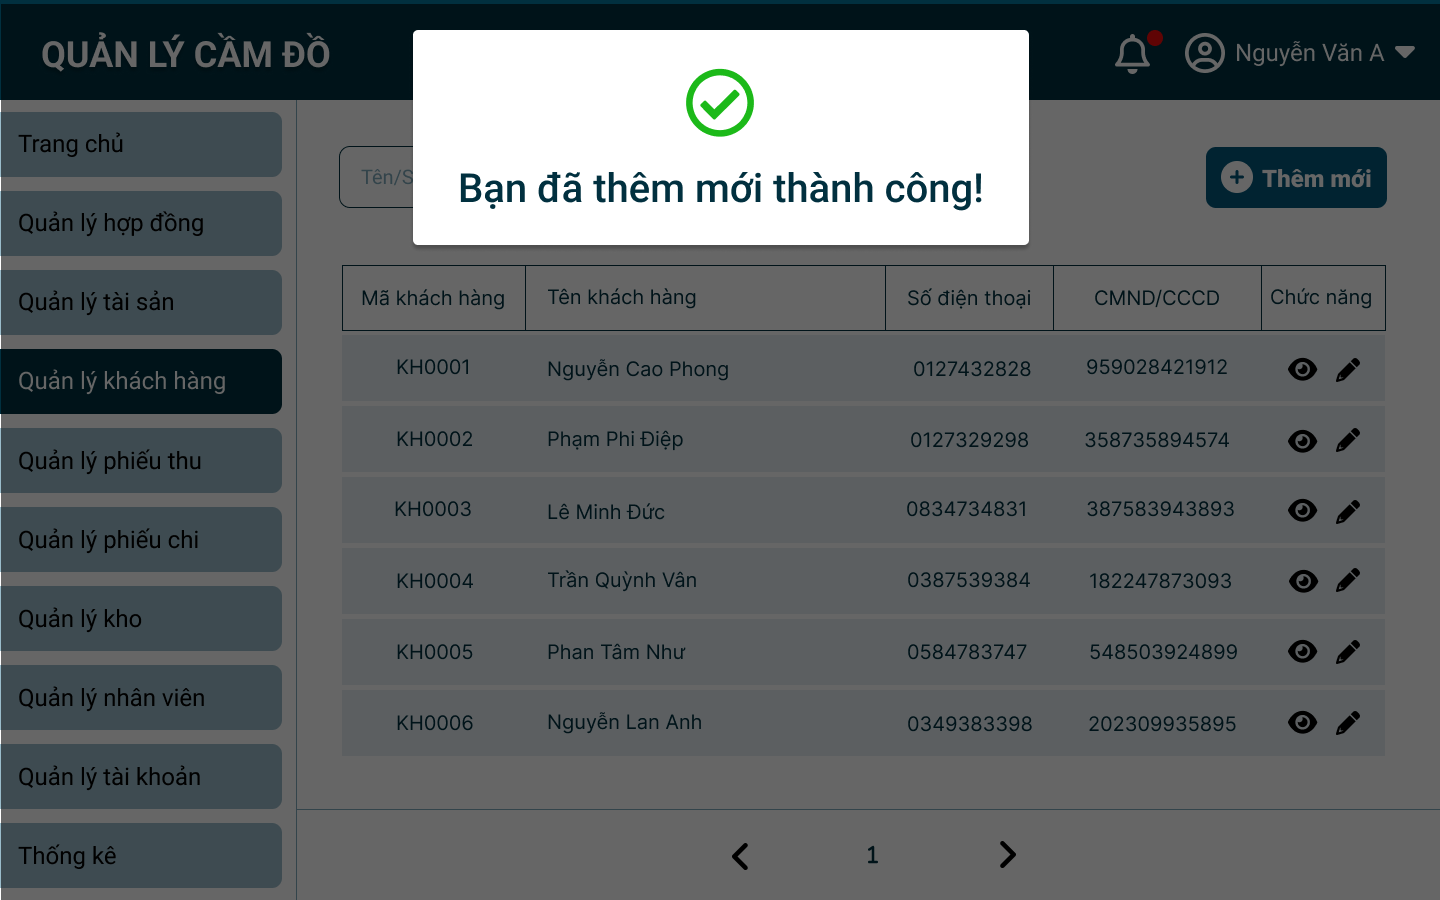 QUẢN LÝ CẦM ĐỒ
Nguyễn Văn A
Bạn đã thêm mới thành công!
Trang chủ
Quản lý hợp đồng
Quản lý tài sản
Quản lý khách hàng
Quản lý phiếu thu
Quản lý phiếu chi
Quản lý kho
Quản lý nhân viên
Quản lý tài khoản
Thống kê
Tên/S
Thêm mới
Mã khách hàng Tên khách hàng Số điện thoại CMND/CCCD Chức năng
KH0001 Nguyễn Cao Phong 0127432828 959028421912
KH0002 Phạm Phi Điệp 0127329298 358735894574
KH0003 Lê Minh Đức 0834734831 387583943893
KH0004 Trần Quỳnh Vân 0387539384 182247873093
KH0005 Phan Tâm Như 0584783747 548503924899
KH0006 Nguyễn Lan Anh 0349383398 202309935895
1